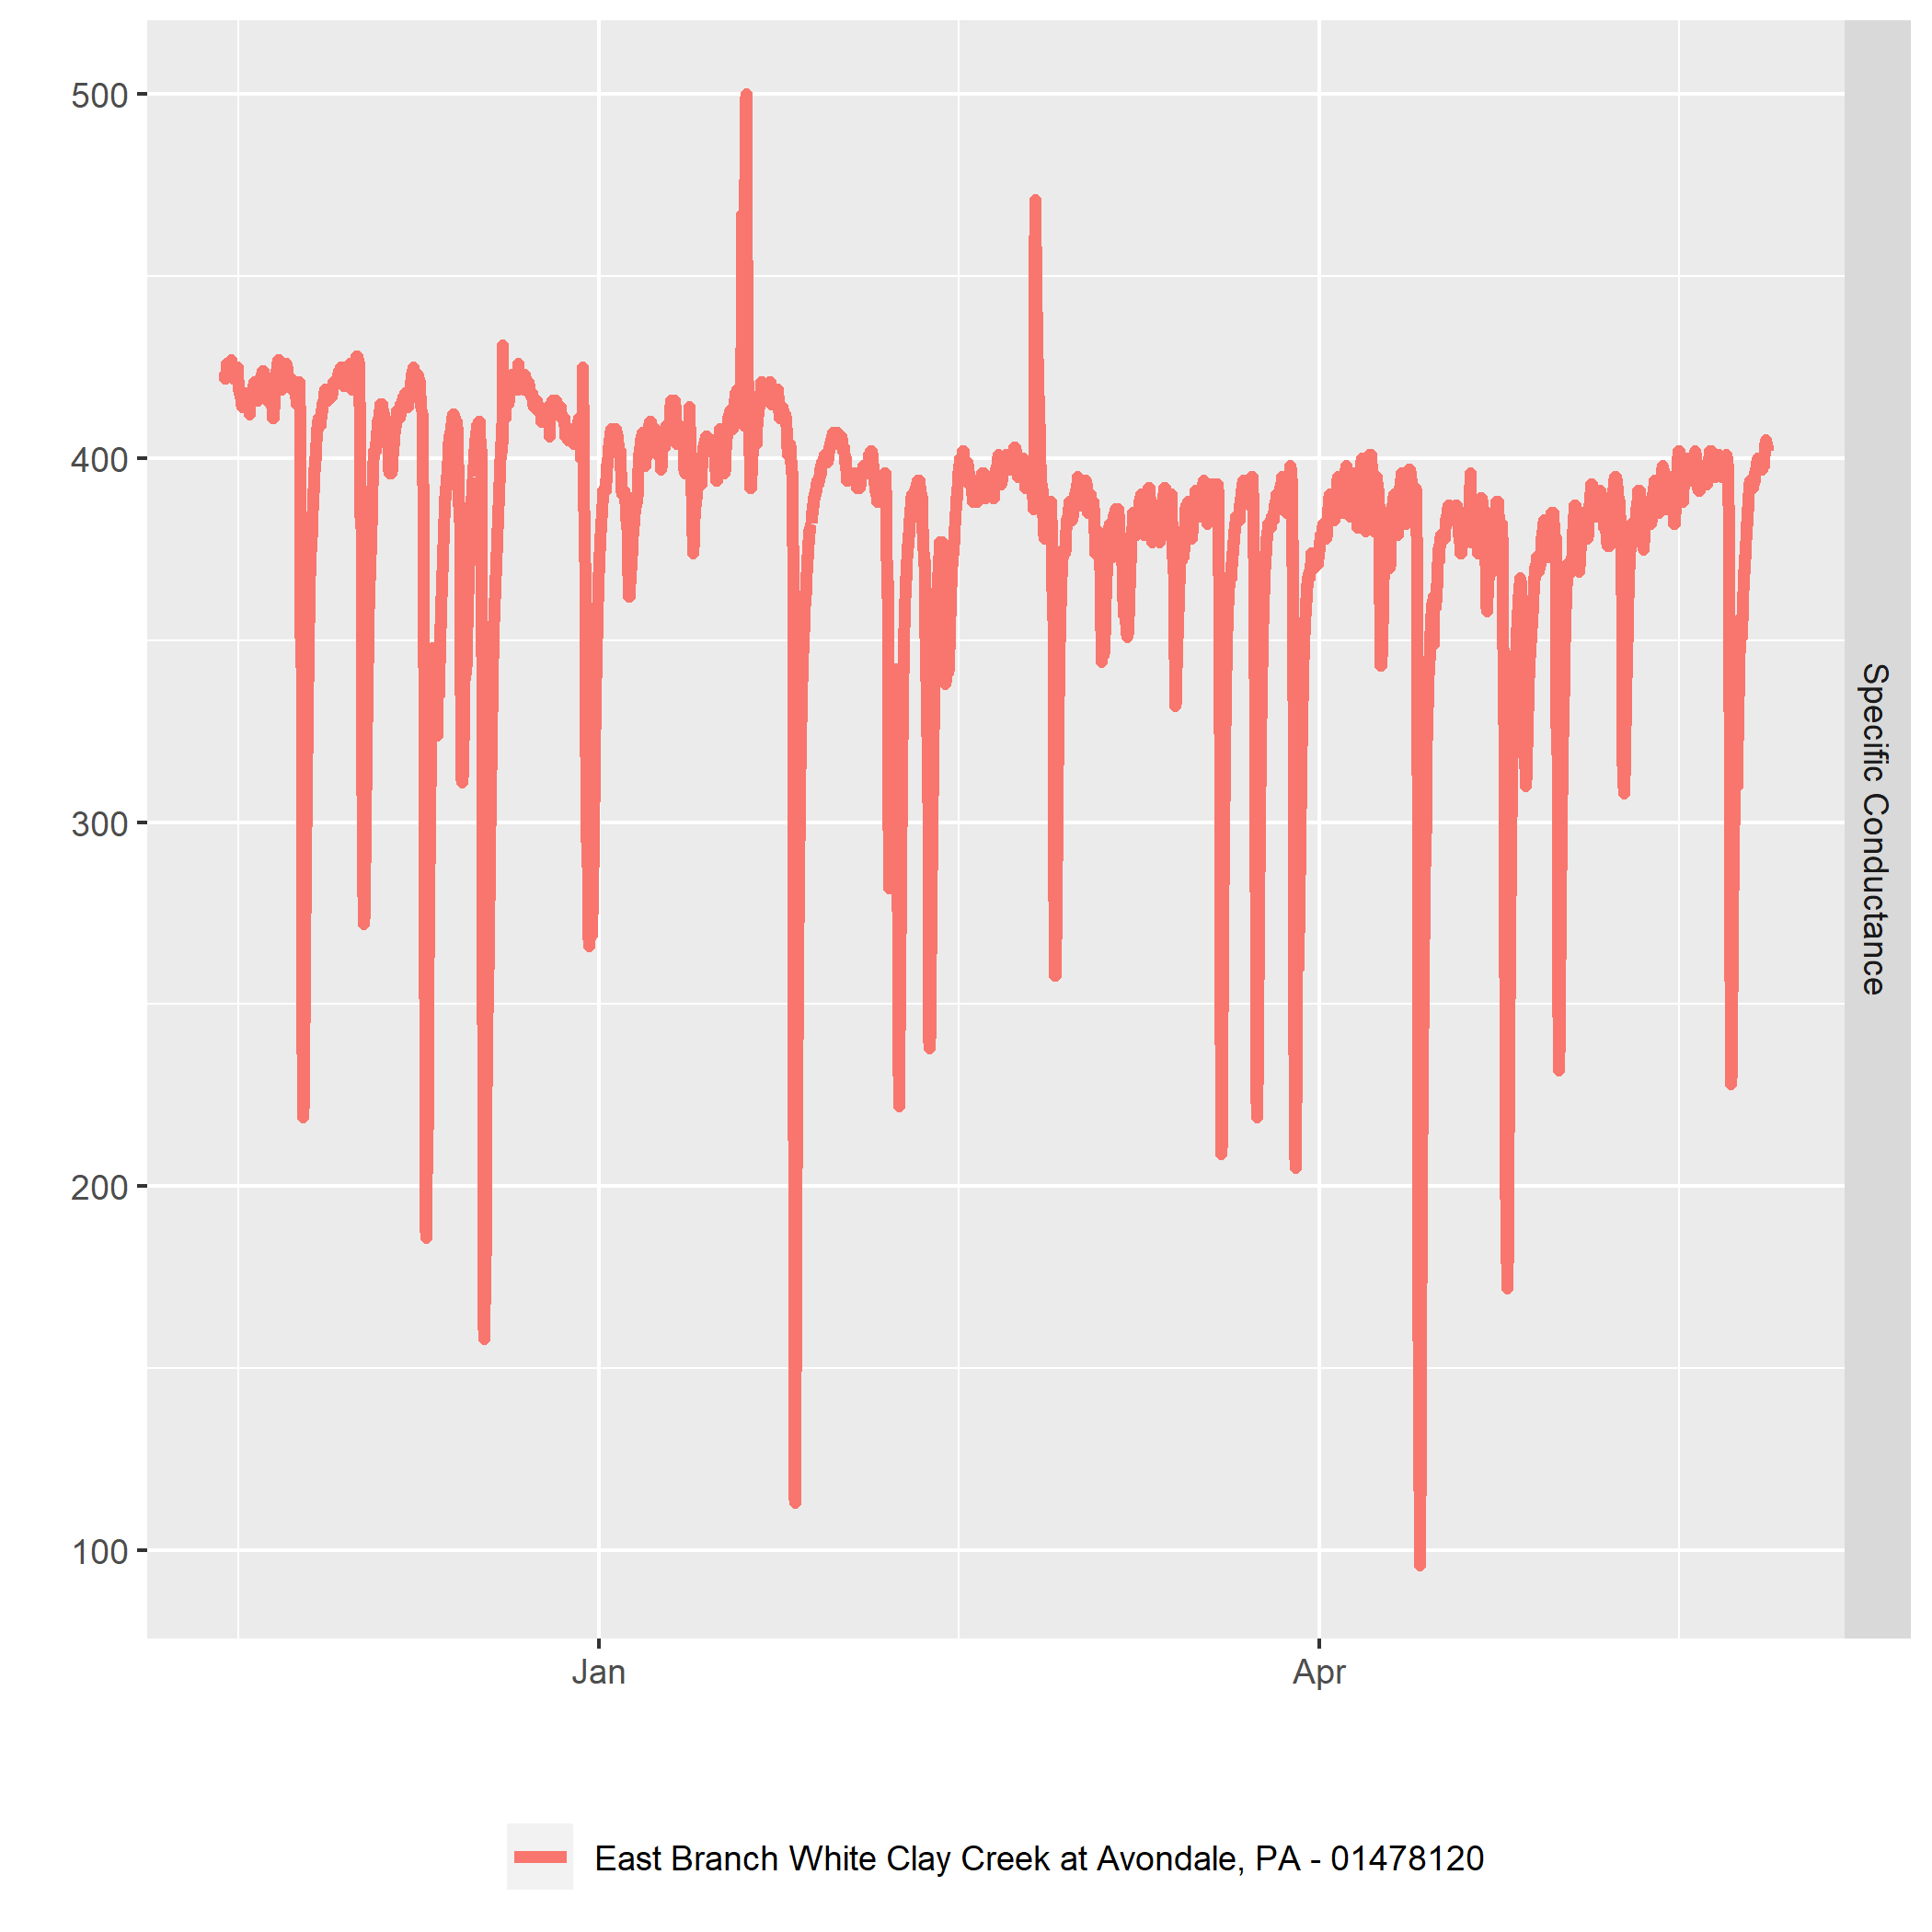 500
400
300
200
100
Specific Conductance
Jan
Apr
East Branch White Clay Creek at Avondale, PA - 01478120